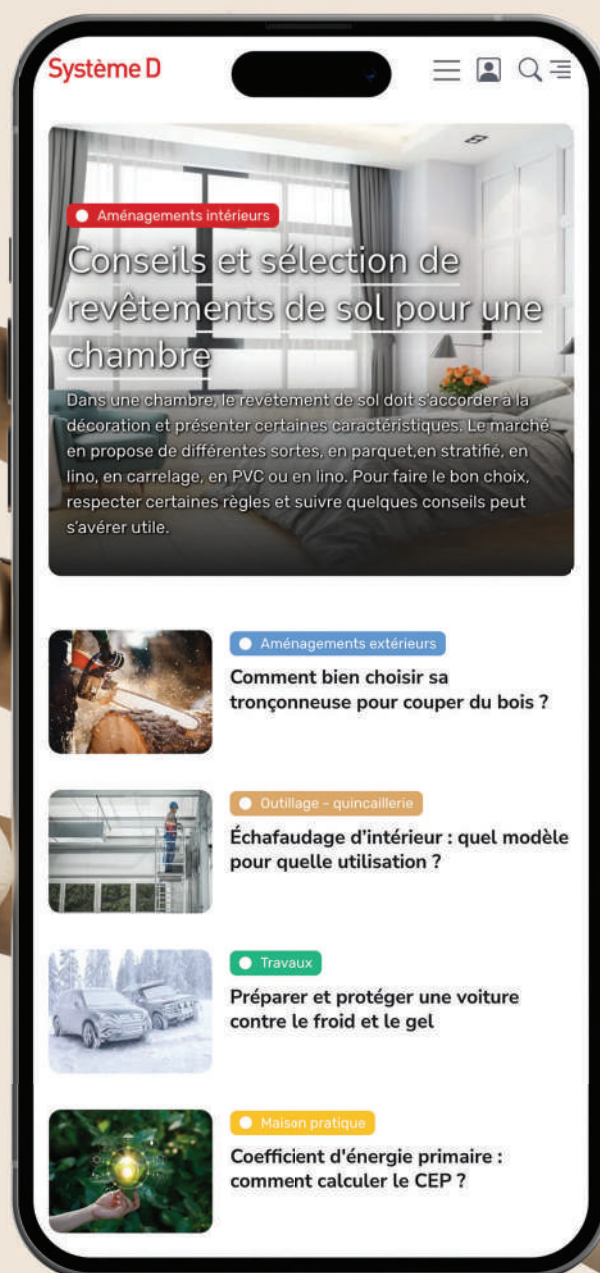 Système D
Aménagements intérieurs
Conseils et sélection de
revêtements de sol pour une
chambre
Dans une chambre, le revêtement de sol doit s'accorder à la
décoration et présenter certaines caractéristiques. Le marché
en propose de différentes sortes, en parquet,en stratifié, en
lino, en carrelage, en PVC ou en lino. Pour faire le bon choix,
respecter certaines règles et suivre quelques conseils peut
s'avérer utile.
Aménagements extérieurs
Comment bien choisir sa
tronçonneuse pour couper du bois ?
Outillage - quincaillerie
Échafaudage d'intérieur : quel modèle
pour quelle utilisation ?
Travaux
Préparer et protéger une voiture
contre le froid et le gel
Maison pratique
Coefficient d'énergie primaire :
comment calculer le CEP ?